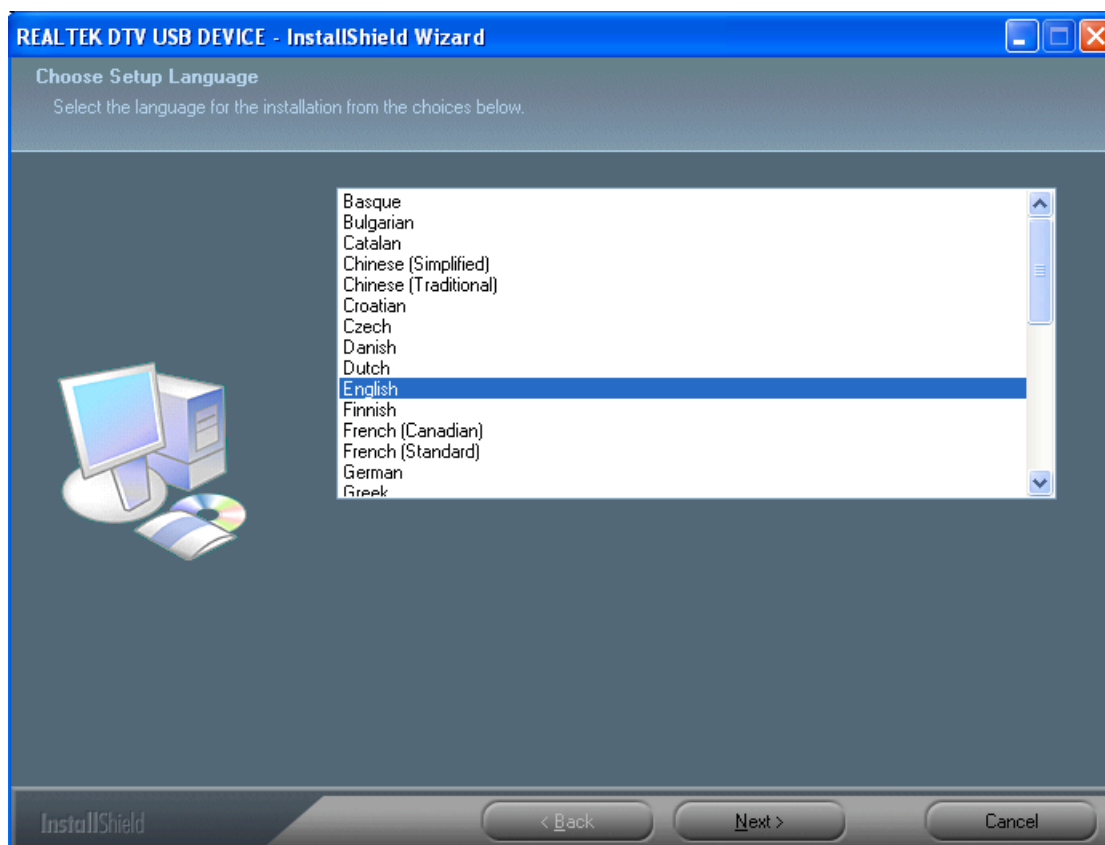 REALTEK DTV USB DEVICE - InstallShield Wizard
Choose Setup Language
Select the language for the installation from the choices below.
Basque
Bulgarian
Catalan
Chinese (Simplified)
Chinese (Traditional)
Croatian
Czech
Danish
Dutch
English
Finnish
French (Canadian)
French (Standard)
German
Greek
InstallShield
< Back
Next >
Cancel